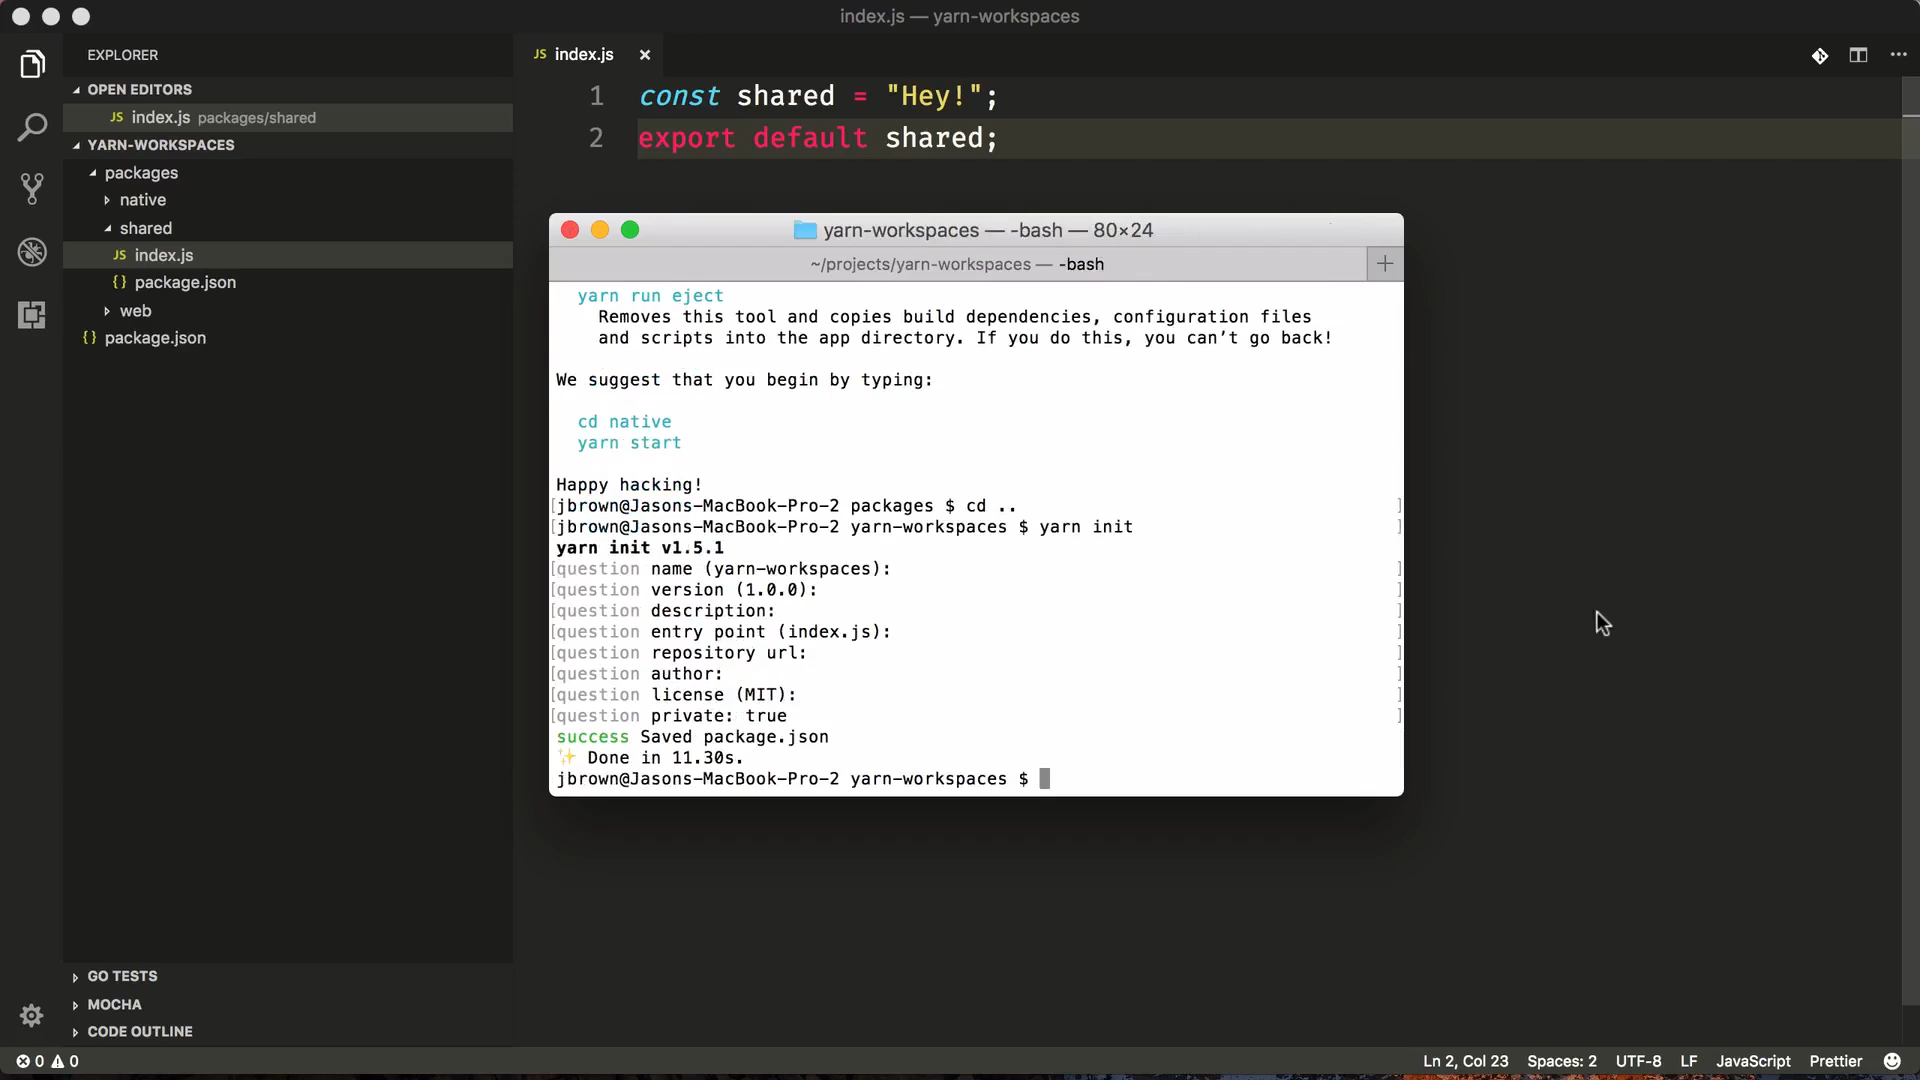 index.js — yarn-workspaces
EXPLORER
OPEN EDITORS
JS index.js packages/shared
YARN-WORKSPACES
packages
native
shared
JS index.js
{} package.json
web
{} package.json
GO TESTS
MOCHA
CODE OUTLINE
JS index.js
1 const shared = "Hey!";
2 export default shared;
yarn-workspaces — -bash — 80×24
~/projects/yarn-workspaces — -bash
yarn run eject
Removes this tool and copies build dependencies, configuration files
and scripts into the app directory. If you do this, you can’t go back!
We suggest that you begin by typing:
cd native
yarn start
Happy hacking!
[jbrown@Jasons-MacBook-Pro-2 packages $ cd .. ]
[jbrown@Jasons-MacBook-Pro-2 yarn-workspaces $ yarn init ]
yarn init v1.5.1
[question name (yarn-workspaces): ]
[question version (1.0.0): ]
[question description: ]
[question entry point (index.js): ]
[question repository url: ]
[question author: ]
[question license (MIT): ]
[question private: true ]
success Saved package.json
✨ Done in 11.30s.
jbrown@Jasons-MacBook-Pro-2 yarn-workspaces $
0 0
Ln 2, Col 23 Spaces: 2 UTF-8 LF JavaScript Prettier